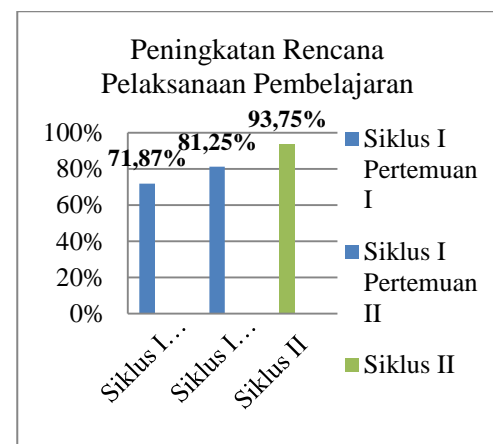 Peningkatan Rencana
Pelaksanaan Pembelajaran
93,75%
81,25%
71,87%
100%
80%
60%
40%
20%
0%
Siklus I...
Siklus I...
Siklus II
Siklus I
Pertemuan
I
Siklus I
Pertemuan
II
Siklus II